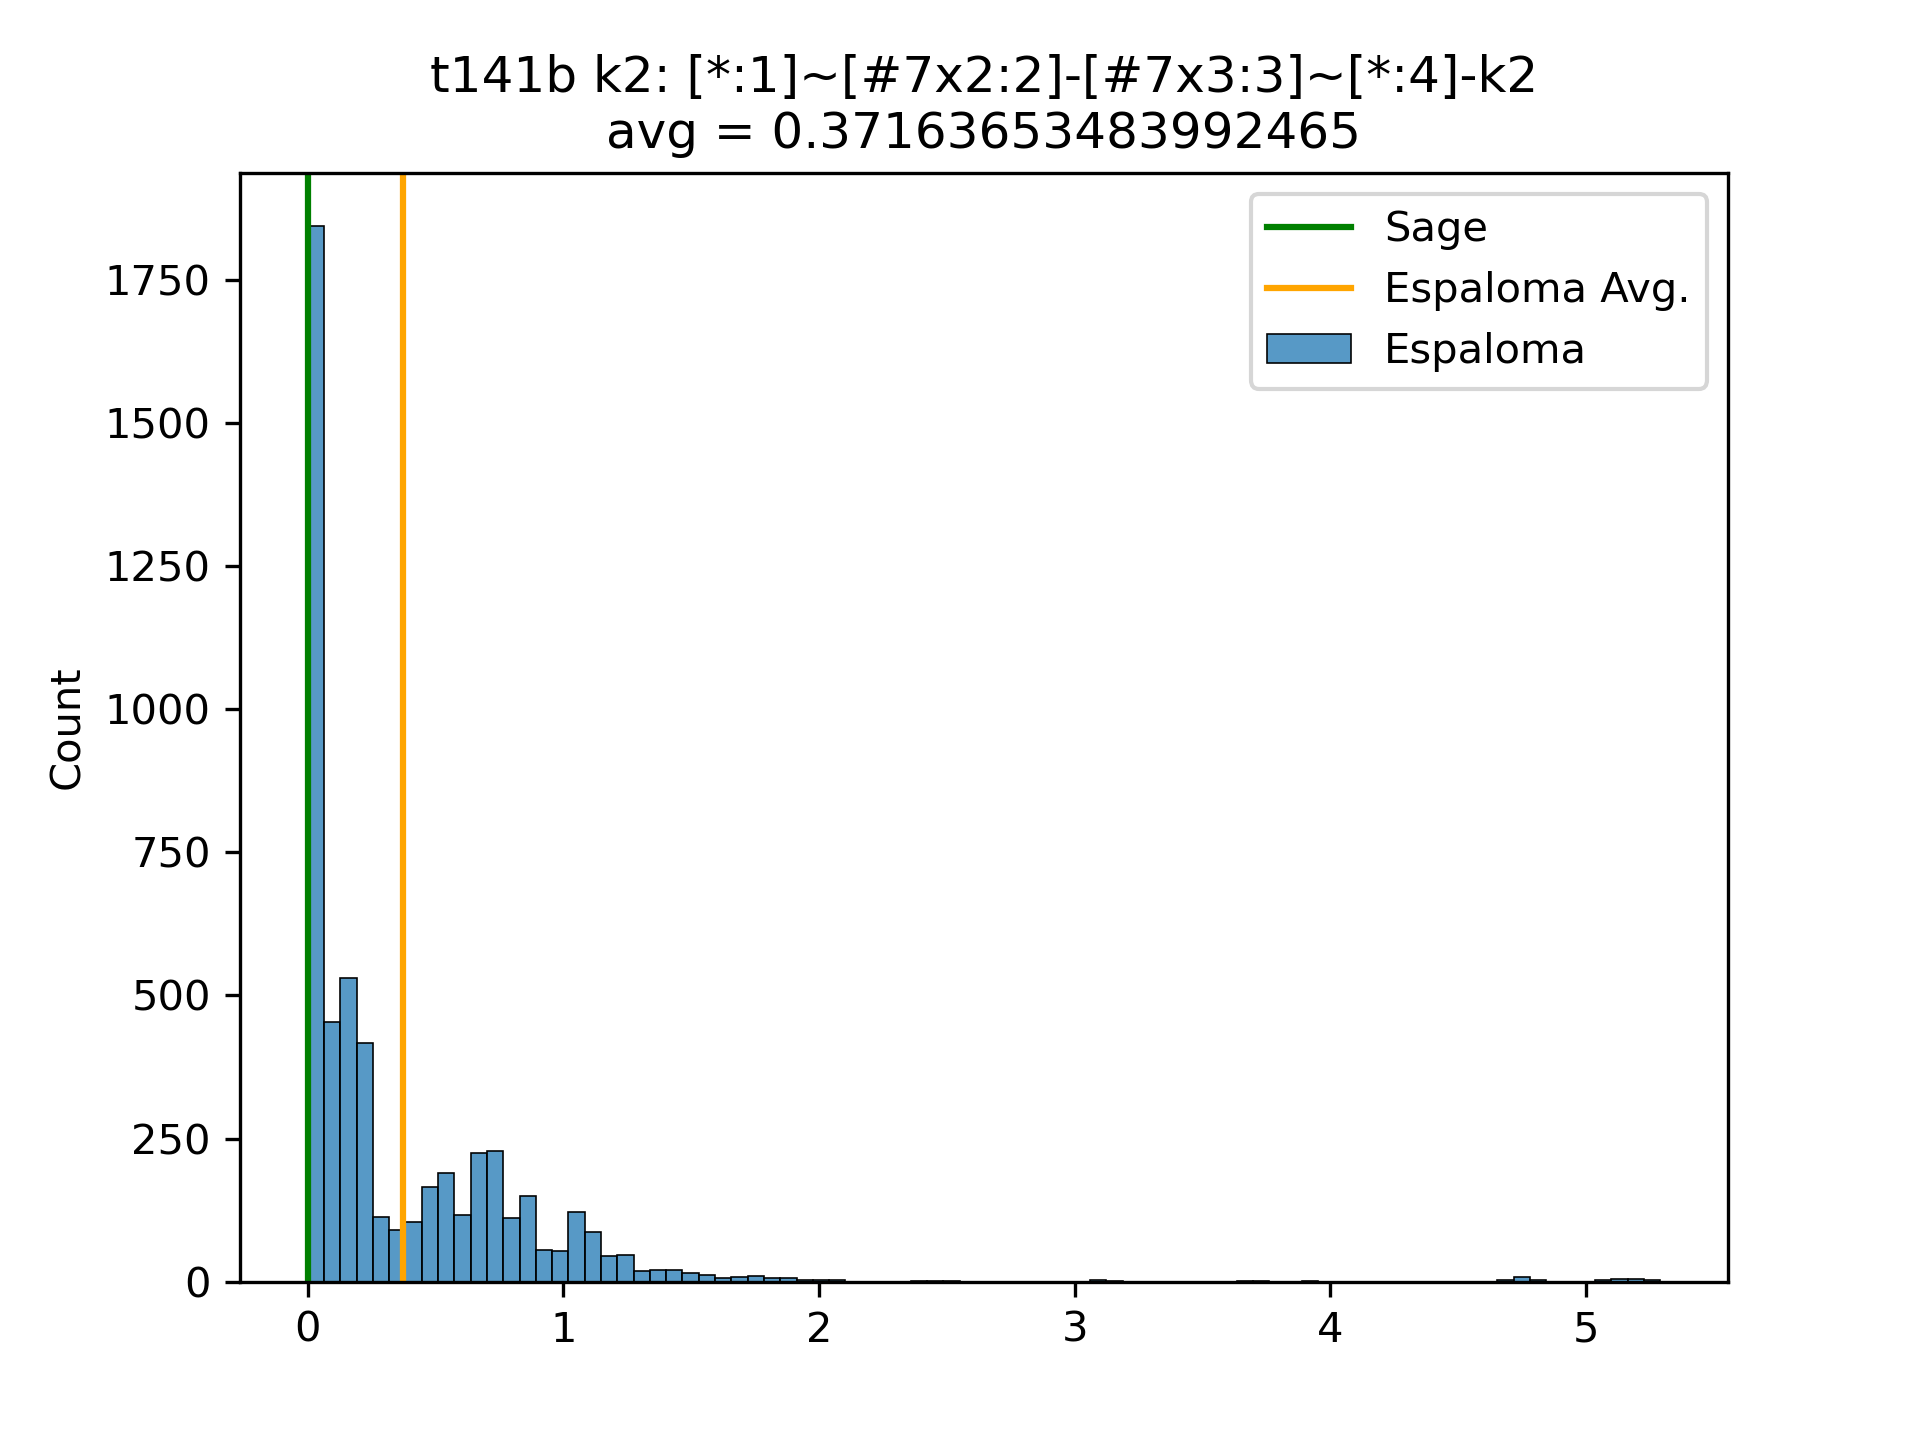 t141b k2: [*:1]~[#7x2:2]-[#7x3:3]~[*:4]-k2
avg = 0.37163653483992465
Sage
Espaloma Avg.
Espaloma
Count
1750
1500
1250
1000
750
500
250
0
0 1 2 3 4 5